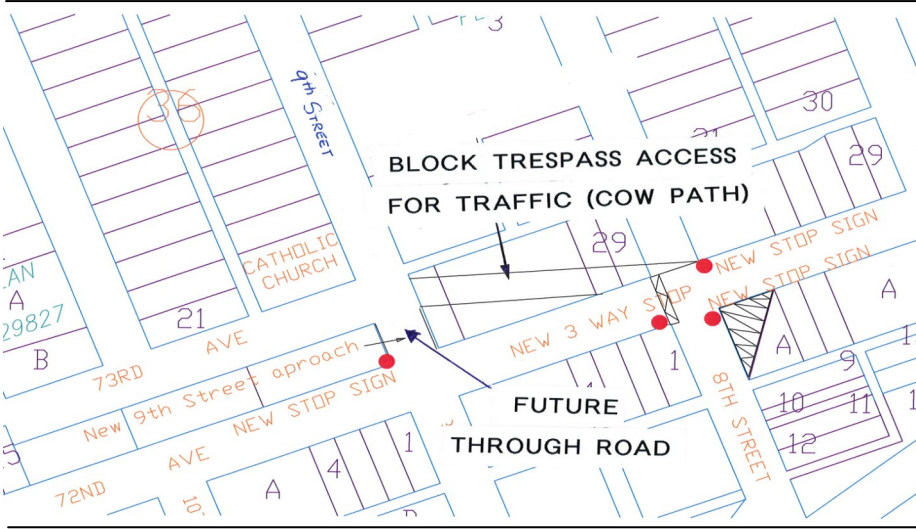 3
36
9th STREET
30
31
29
BLOCK TRESPASS ACCESS
FOR TRAFFIC (COW PATH)
29
CATHOLIC
CHURCH
LAN
A
29827
B
21
NEW STOP SIGN
NEW STOP SIGN
NEW 3 WAY STOP
A
A
73RD AVE
New 9th Street aproach
NEW STOP SIGN
1
9
10
11
12
8TH STREET
FUTURE
THROUGH ROAD
72ND AVE
A
4
1